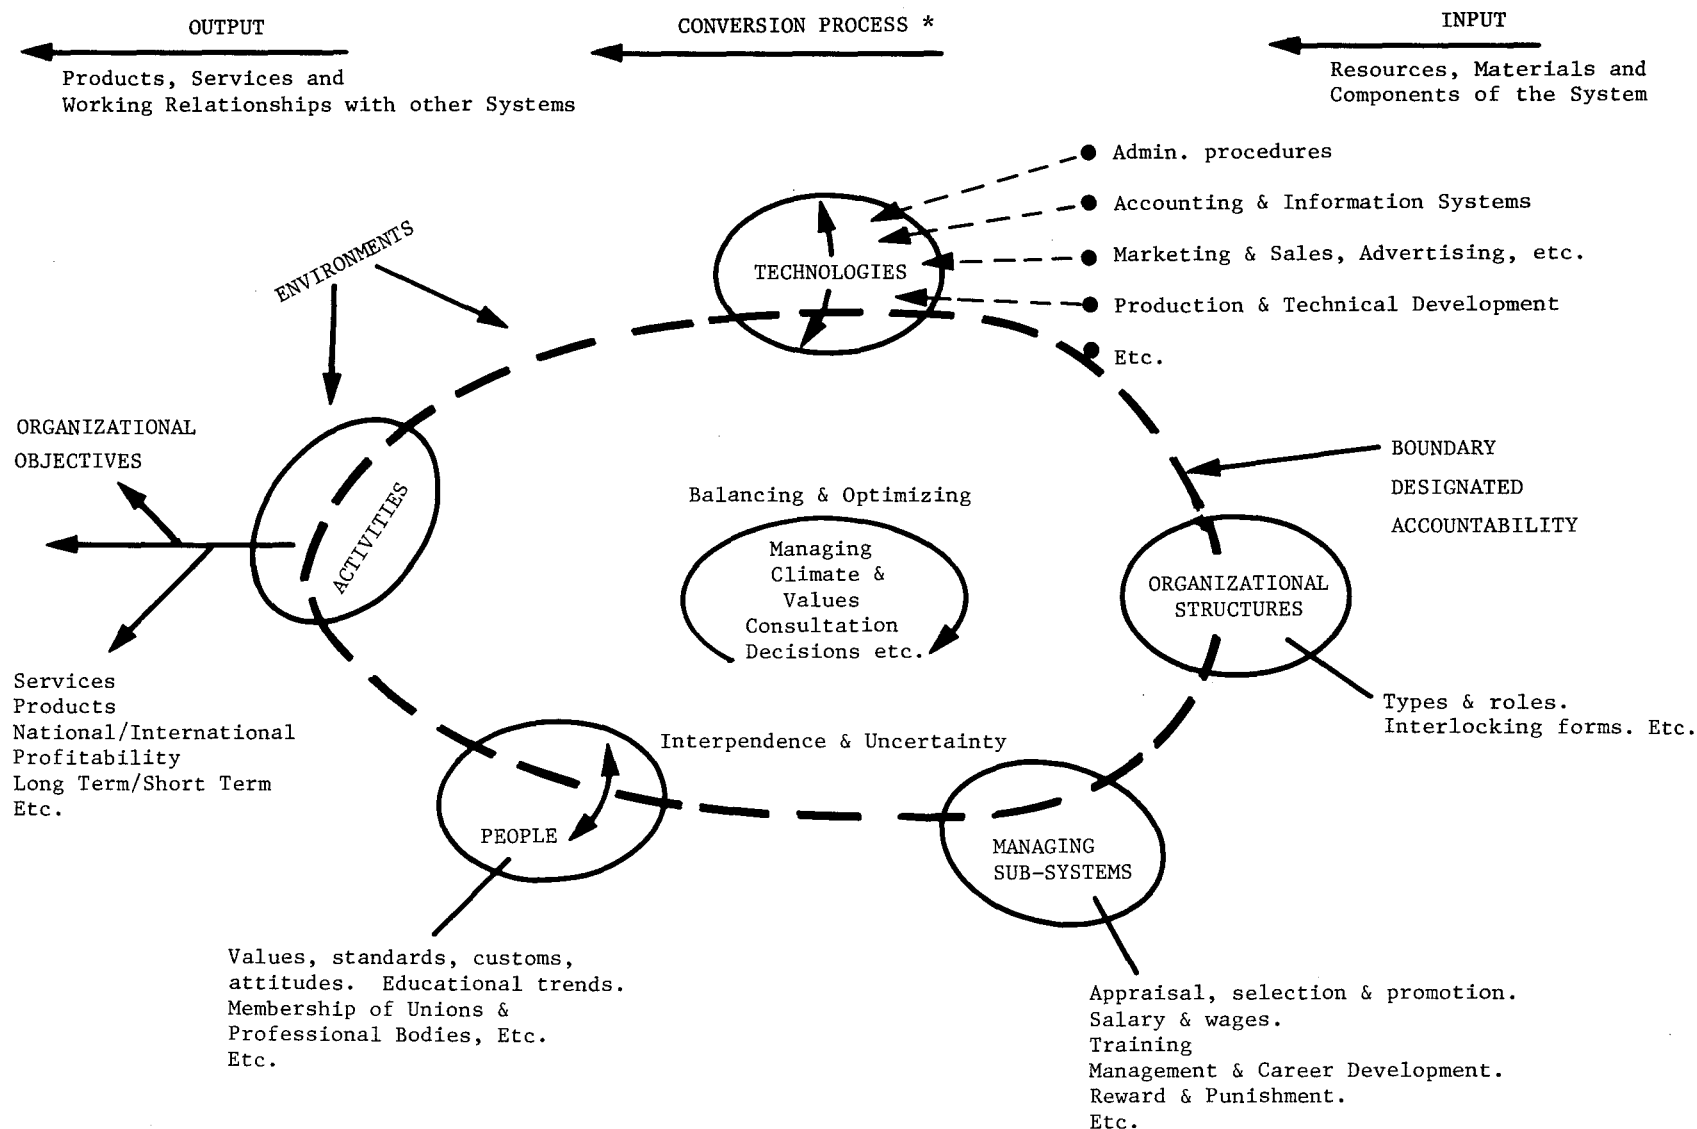 OUTPUT
Products, Services and
Working Relationships with other Systems
CONVERSION PROCESS *
INPUT
Resources, Materials and
Components of the System
Admin. procedures
Accounting & Information Systems
Marketing & Sales, Advertising, etc.
Production & Technical Development
Etc.
TECHNOLOGIES
ENVIRONMENTS
ORGANIZATIONAL
OBJECTIVES
ACTIVITIES
BOUNDARY
DESIGNATED
ACCOUNTABILITY
Balancing & Optimizing
Managing
Climate &
Values
Consultation
Decisions etc.
ORGANIZATIONAL
STRUCTURES
Types & roles.
Interlocking forms. Etc.
Services
Products
National/International
Profitability
Long Term/Short Term
Etc.
Interpendence & Uncertainty
PEOPLE
MANAGING
SUB-SYSTEMS
Values, standards, customs,
attitudes. Educational trends.
Membership of Unions &
Professional Bodies, Etc.
Etc.
Appraisal, selection & promotion.
Salary & wages.
Training
Management & Career Development.
Reward & Punishment.
Etc.